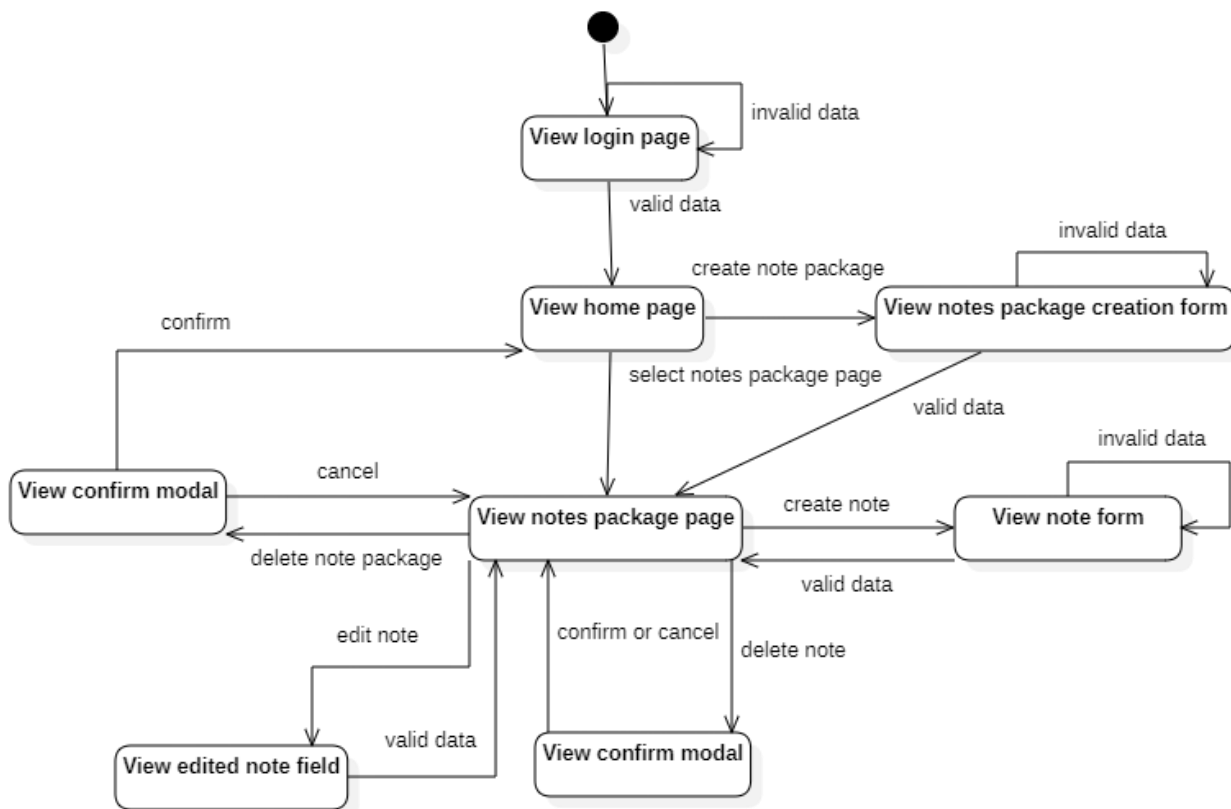 invalid data
View login page
valid data
invalid data
create note package
View home page
View notes package creation form
confirm
select notes package page
valid data
invalid data
cancel
View confirm modal
create note
View notes package page
View note form
delete note package
valid data
edit note
confirm or cancel
delete note
valid data
View confirm modal
View edited note field